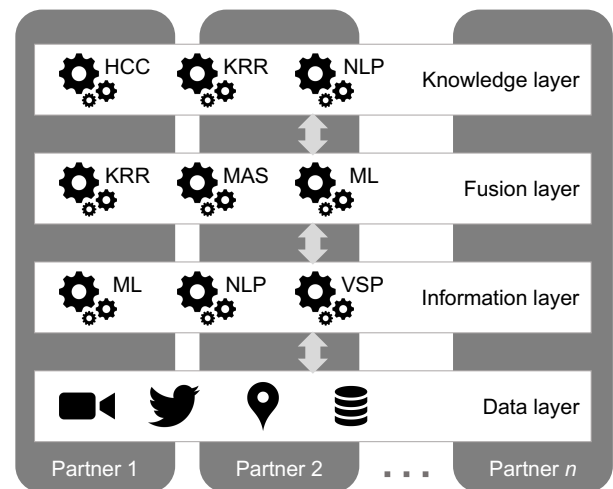 HCC KRR NLP Knowledge layer
KRR MAS ML Fusion layer
ML NLP VSP Information layer
Data layer
Partner 1 Partner 2 ... Partner n